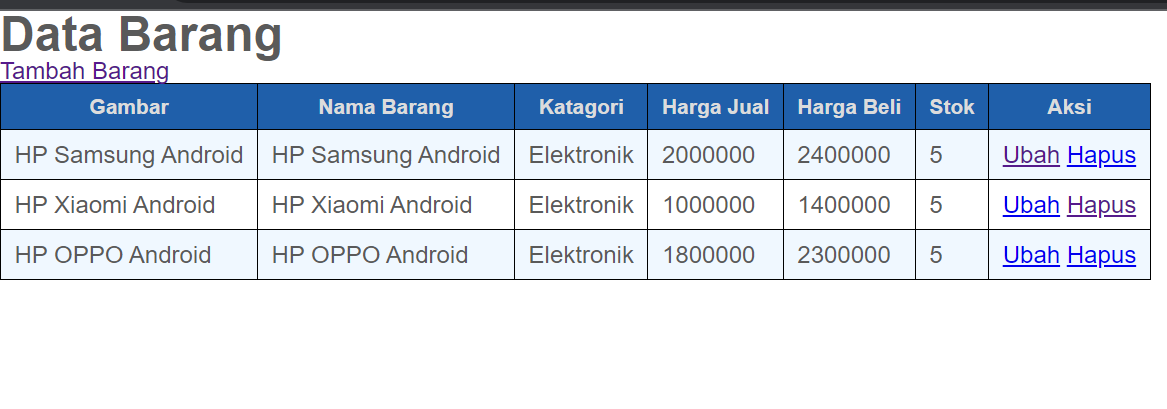 Data Barang
Tambah Barang
Gambar Nama Barang Katagori Harga Jual Harga Beli Stok Aksi
HP Samsung Android HP Samsung Android Elektronik 2000000 2400000 5 Ubah Hapus
HP Xiaomi Android HP Xiaomi Android Elektronik 1000000 1400000 5 Ubah Hapus
HP OPPO Android HP OPPO Android Elektronik 1800000 2300000 5 Ubah Hapus